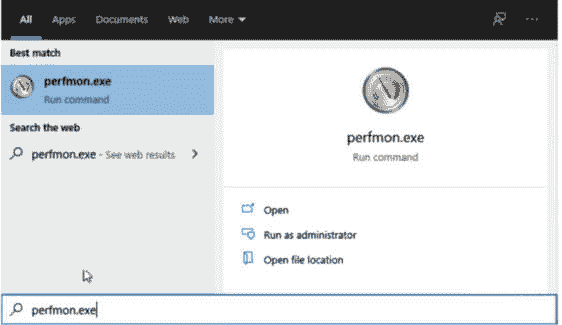 All Apps Documents Web More
Best match
perfmon.exe
Run command
Search the web
perfmon.exe - See web results
perfmon.exe
Run command
Open
Run as administrator
Open file location
perfmon.exe